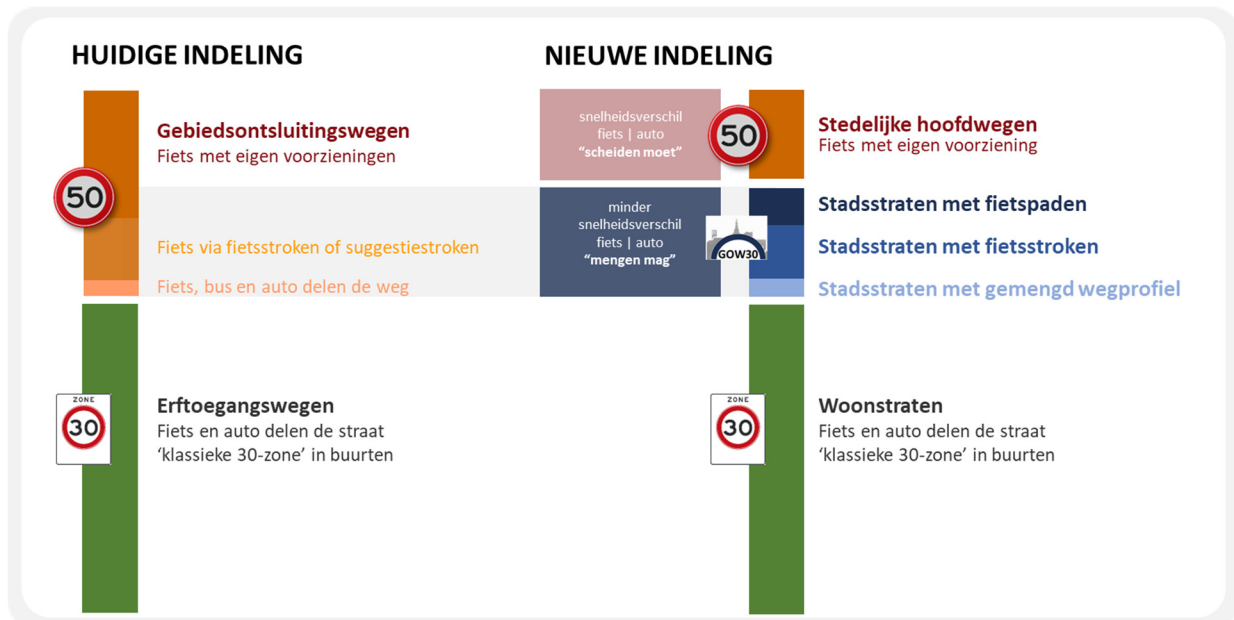 HUIDIGE INDELING
50
Gebiedsontsluitingswegen
Fiets met eigen voorzieningen
Fiets via fietsstroken of suggestiestroken
Fiets, bus en auto delen de weg
ZONE
30
Erftoegangswegen
Fiets en auto delen de straat
‘klassieke 30-zone’ in buurten
NIEUWE INDELING
snelheidsverschil
fiets | auto
“scheiden moet”
50
Stedelijke hoofdwegen
Fiets met eigen voorziening
minder
snelheidsverschil
fiets | auto
“mengen mag”
GOW30
Stadsstraten met fietspaden
Stadsstraten met fietsstroken
Stadsstraten met gemengd wegprofiel
ZONE
30
Woonstraten
Fiets en auto delen de straat
‘klassieke 30-zone’ in buurten